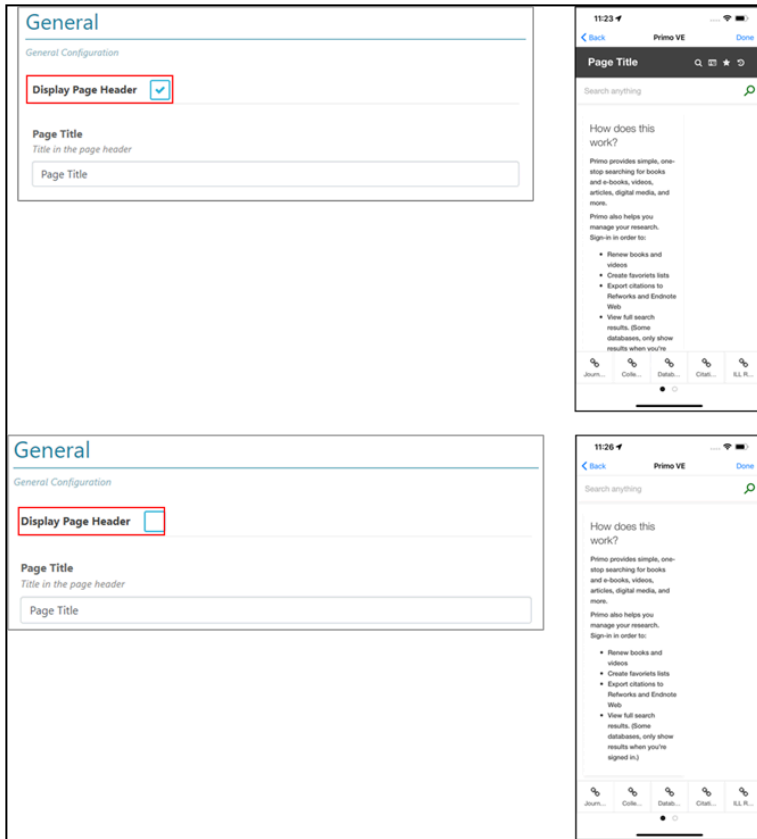 General
General Configuration
Display Page Header
Page Title
Title in the page header
Page Title
11:23
Back
Primo VE
Done
Page Title
Search anything
How does this
work?
Primo provides simple, one-
stop searching for books
and e-books, videos,
articles, digital media, and
more.
Primo also helps you
manage your research.
Sign-in in order to:
Renew books and
videos
Create favoriets lists
Export citations to
Refworks and Endnote
Web
View full search
results. (Some
databases, only show
results when you're
Journ...
Colle...
Datab...
Citati...
ILL R...
General
General Configuration
Display Page Header
Page Title
Title in the page header
Page Title
11:26
Back
Primo VE
Done
Search anything
How does this
work?
Primo provides simple, one-
stop searching for books
and e-books, videos,
articles, digital media, and
more.
Primo also helps you
manage your research.
Sign-in in order to:
Renew books and
videos
Create favoriets lists
Export citations to
Refworks and Endnote
Web
View full search
results. (Some
databases, only show
results when you're
signed in.)
Journ...
Colle...
Datab...
Citati...
ILL R...